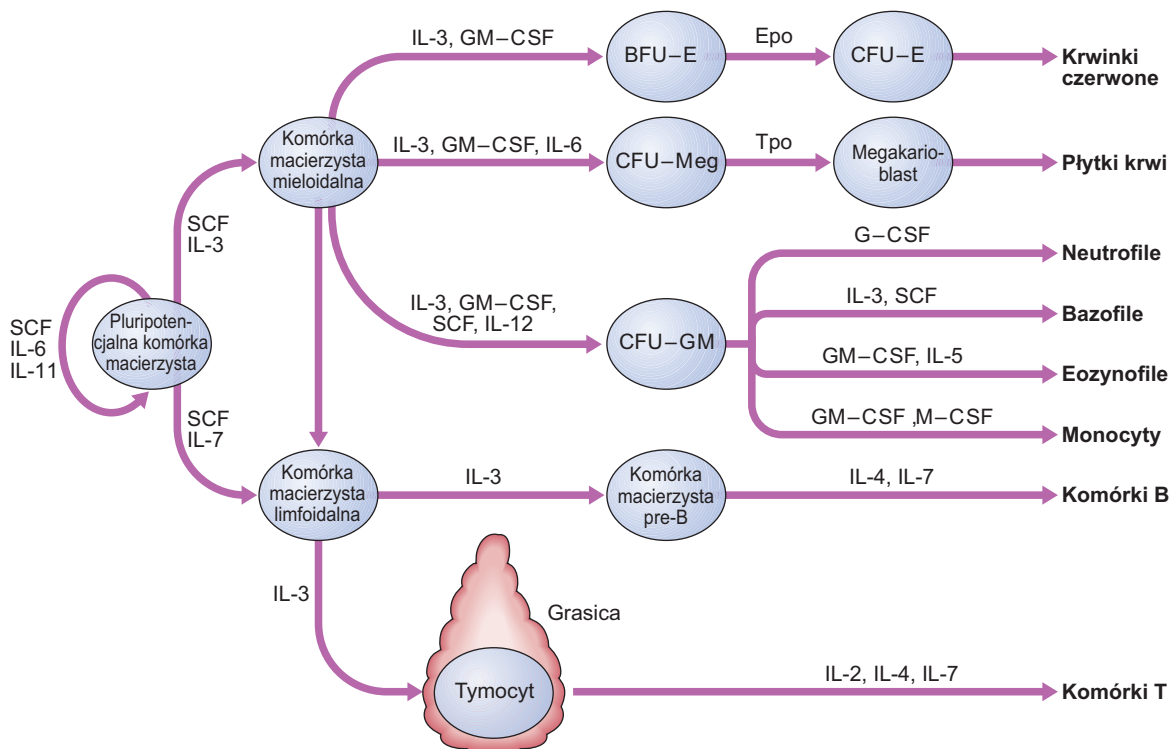 IL-3, GM–CSF
BFU–E
Epo
CFU–E
Krwinki
czerwone
Komórka
macierzysta
mieloidalna
IL-3, GM–CSF, IL-6
CFU–Meg
Tpo
Megakario-
blast
Płytki krwi
SCF
IL-3
G–CSF
Neutrofile
IL-3, GM–CSF,
SCF, IL-12
CFU–GM
IL-3, SCF
Bazofile
GM–CSF, IL-5
Eozynofile
GM–CSF ,M–CSF
Monocyty
SCF
IL-6
IL-11
Pluripoten-
cjalna komórka
macierzysta
SCF
IL-7
Komórka
macierzysta
limfoidalna
IL-3
Komórka
macierzysta
pre-B
IL-4, IL-7
Komórki B
IL-3
Grasica
Tymocyt
IL-2, IL-4, IL-7
Komórki T